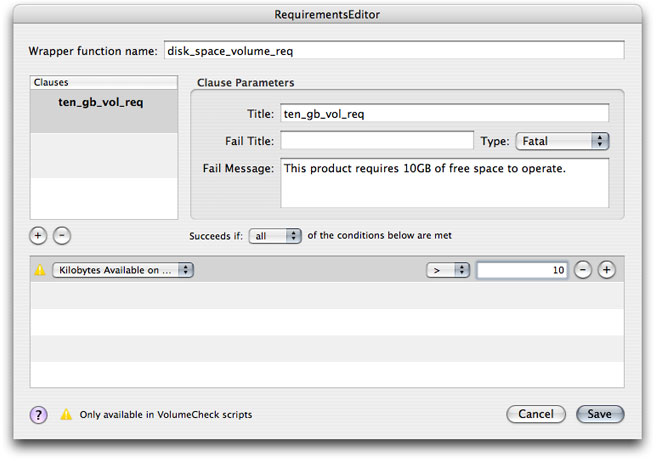 RequirementsEditor
Wrapper function name: disk_space_volume_req
Clauses
ten_gb_vol_req
Clause Parameters
Title: ten_gb_vol_req
Fail Title: Type: Fatal
Fail Message: This product requires 10GB of free space to operate.
+ −
Succeeds if: all of the conditions below are met
Kilobytes Available on ... > 10 − +
? Only available in VolumeCheck scripts
Cancel Save